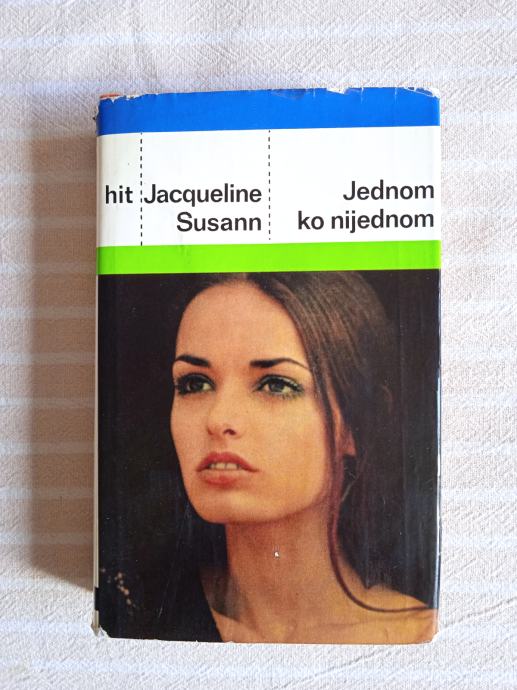 hit
Jacqueline
Susann
Jednom
ko nijednom